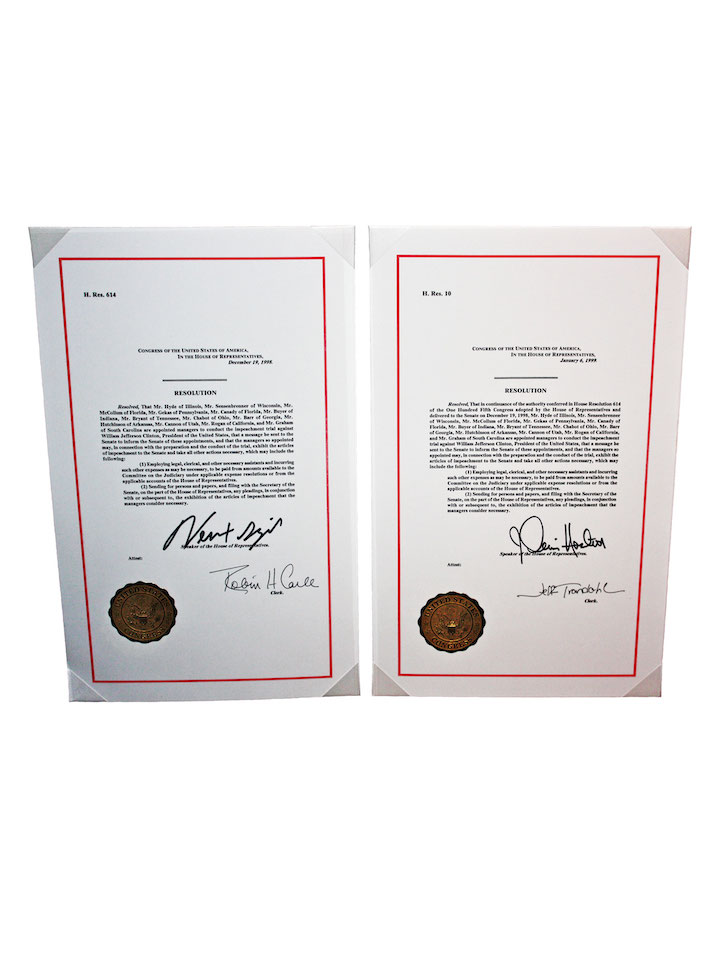 H. Res. 614
CONGRESS OF THE UNITED STATES OF AMERICA,
IN THE HOUSE OF REPRESENTATIVES,
December 19, 1998.
RESOLUTION
Resolved, That Mr. Hyde of Illinois, Mr. Sensenbrenner of Wisconsin, Mr.
McCollum of Florida, Mr. Gekas of Pennsylvania, Mr. Canady of Florida, Mr. Buyer of
Indiana, Mr. Bryant of Tennessee, Mr. Chabot of Ohio, Mr. Barr of Georgia, Mr.
Hutchinson of Arkansas, Mr. Cannon of Utah, Mr. Rogan of California, and Mr. Graham
of South Carolina are appointed managers to conduct the impeachment trial against
William Jefferson Clinton, President of the United States, that a message be sent to the
Senate to inform the Senate of these appointments, and that the managers so appointed
may, in connection with the preparation and the conduct of the trial, exhibit the articles
of impeachment to the Senate and take all other actions necessary, which may include the
following:
(1) Employing legal, clerical, and other necessary assistants and incurring
such other expenses as may be necessary, to be paid from amounts available to the
Committee on the Judiciary under applicable expense resolutions or from the
applicable accounts of the House of Representatives.
(2) Sending for persons and papers, and filing with the Secretary of the
Senate, on the part of the House of Representatives, any pleadings, in conjunction
with or subsequent to, the exhibition of the articles of impeachment that the
managers consider necessary.
Speaker of the House of Representatives.
Attest:
Robin H Carle
Clerk.
UNITED STATES
CONGRESS
H. Res. 10
CONGRESS OF THE UNITED STATES OF AMERICA,
IN THE HOUSE OF REPRESENTATIVES,
January 6, 1999.
RESOLUTION
Resolved, That in continuance of the authority conferred in House Resolution 614
of the One Hundred Fifth Congress adopted by the House of Representatives and
delivered to the Senate on December 19, 1998, Mr. Hyde of Illinois, Mr. Sensenbrenner
of Wisconsin, Mr. McCollum of Florida, Mr. Gekas of Pennsylvania, Mr. Canady of
Florida, Mr. Buyer of Indiana, Mr. Bryant of Tennessee, Mr. Chabot of Ohio, Mr. Barr
of Georgia, Mr. Hutchinson of Arkansas, Mr. Cannon of Utah, Mr. Rogan of California,
and Mr. Graham of South Carolina are appointed managers to conduct the impeachment
trial against William Jefferson Clinton, President of the United States, that a message be
sent to the Senate to inform the Senate of these appointments, and that the managers so
appointed may, in connection with the preparation and the conduct of the trial, exhibit the
articles of impeachment to the Senate and take all other actions necessary, which may
include the following:
(1) Employing legal, clerical, and other necessary assistants and incurring
such other expenses as may be necessary, to be paid from amounts available to the
Committee on the Judiciary under applicable expense resolutions or from the
applicable accounts of the House of Representatives.
(2) Sending for persons and papers, and filing with the Secretary of the
Senate, on the part of the House of Representatives, any pleadings, in conjunction
with or subsequent to, the exhibition of the articles of impeachment that the
managers consider necessary.
Speaker of the House of Representatives.
Attest:
Jeff Trandahl
Clerk.
UNITED STATES
CONGRESS